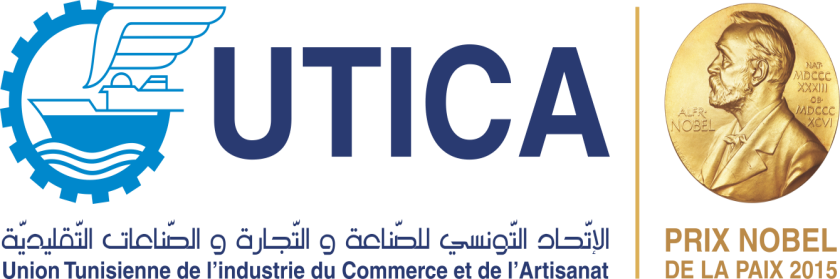 UTICA
الإتّحاد التّونسي للصّناعة و التّجارة و الصّناعات التّقليديّة
Union Tunisienne de l'industrie du Commerce et de l'Artisanat
ALFR·
NOBEL
NAT·
MDCCC
XXXIII
OB·
MDCCC
XCVI
PRIX NOBEL
DE LA PAIX 2015